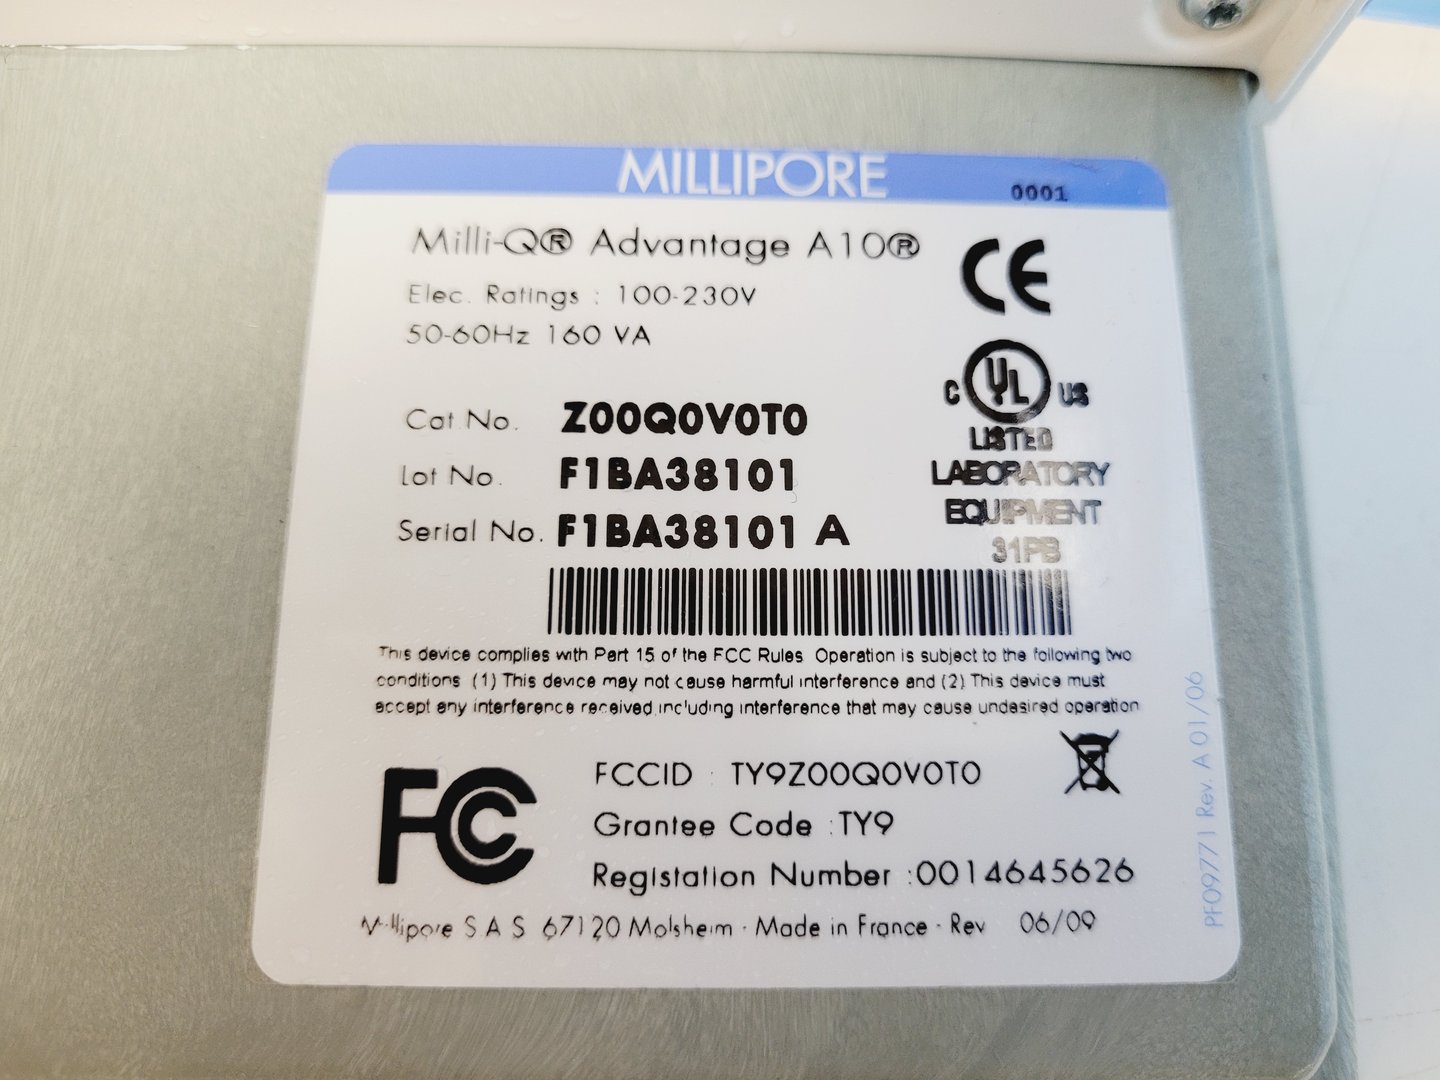 MILLIPORE
0001
Milli-Q® Advantage A10®
Elec. Ratings : 100-230V
50-60Hz 160 VA
CE
C UL US
LISTED
LABORATORY
EQUIPMENT
31PB
Cat No. Z00Q0V0T0
Lot No. F1BA38101
Serial No. F1BA38101 A
This device complies with Part 15 of the FCC Rules Operation is subject to the following two
conditions (1) This device may not cause harmful interference and (2) This device must
accept any interference received,including interference that may cause undesired operation
FC
FCCID : TY9Z00Q0V0T0
Grantee Code :TY9
Registation Number :0014645626
Millipore S.A.S 67120 Molsheim · Made in France · Rev 06/09
PF09771 Rev. A 01/06